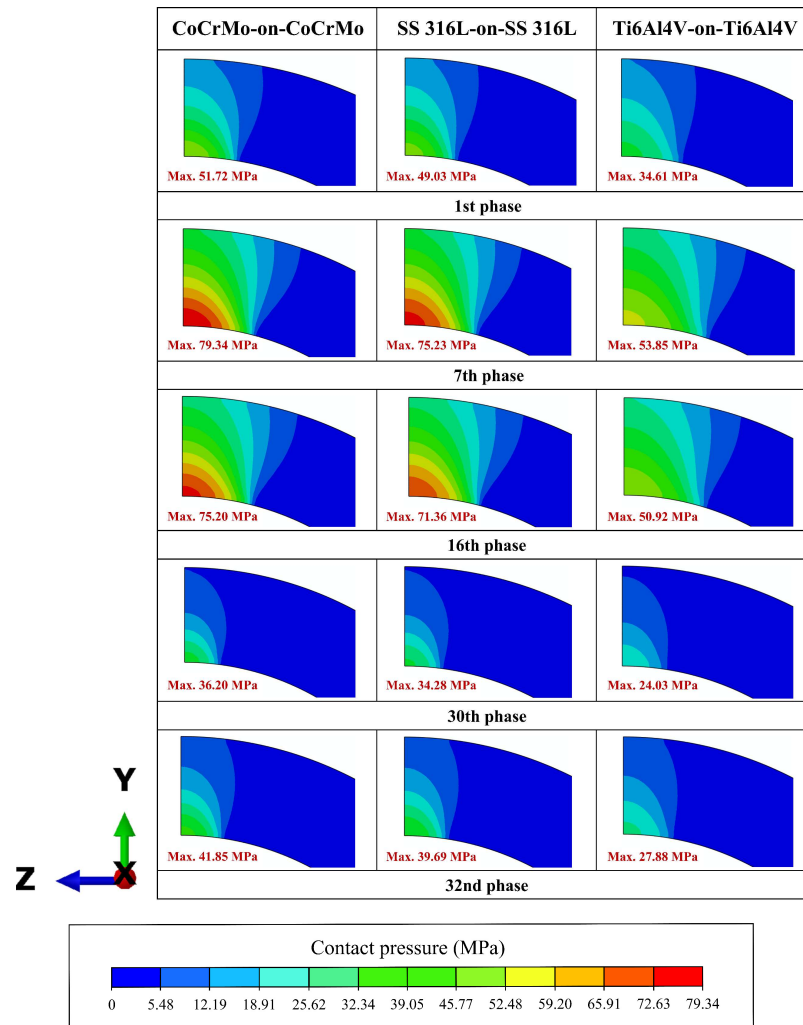 CoCrMo-on-CoCrMo SS 316L-on-SS 316L Ti6Al4V-on-Ti6Al4V
Max. 51.72 MPa Max. 49.03 MPa Max. 34.61 MPa
1st phase
Max. 79.34 MPa Max. 75.23 MPa Max. 53.85 MPa
7th phase
Max. 75.20 MPa Max. 71.36 MPa Max. 50.92 MPa
16th phase
Max. 36.20 MPa Max. 34.28 MPa Max. 24.03 MPa
30th phase
Max. 41.85 MPa Max. 39.69 MPa Max. 27.88 MPa
32nd phase
Y
Z X
Contact pressure (MPa)
0 5.48 12.19 18.91 25.62 32.34 39.05 45.77 52.48 59.20 65.91 72.63 79.34